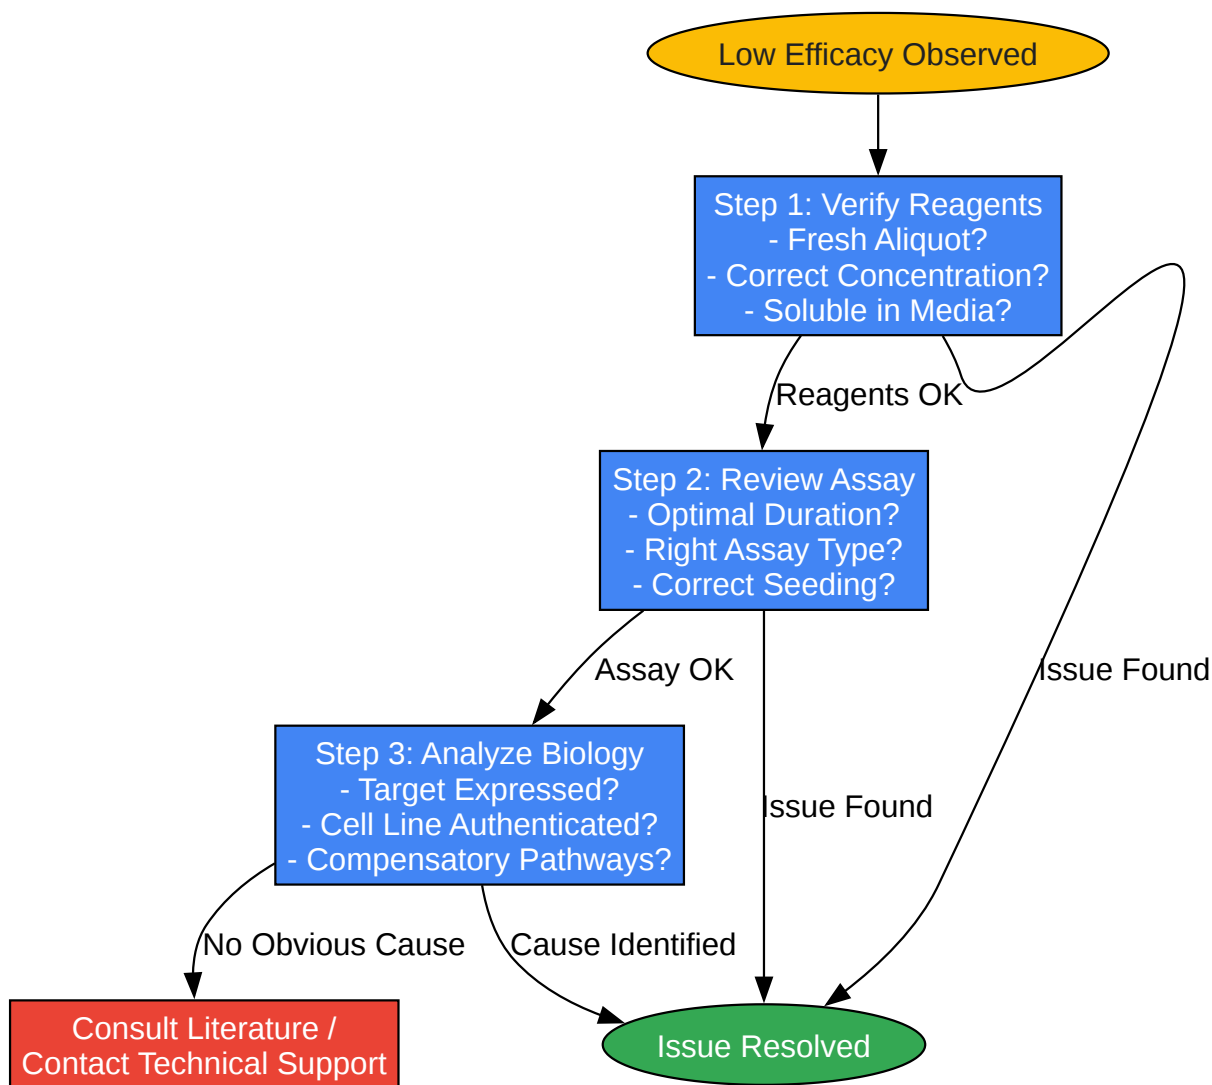 Low Efficacy Observed
Step 1: Verify Reagents
- Fresh Aliquot?
- Correct Concentration?
- Soluble in Media?
Reagents OK
Step 2: Review Assay
- Optimal Duration?
- Right Assay Type?
- Correct Seeding?
Assay OK
Issue Found
Step 3: Analyze Biology
- Target Expressed?
- Cell Line Authenticated?
- Compensatory Pathways?
Issue Found
No Obvious Cause
Cause Identified
Consult Literature /
Contact Technical Support
Issue Resolved